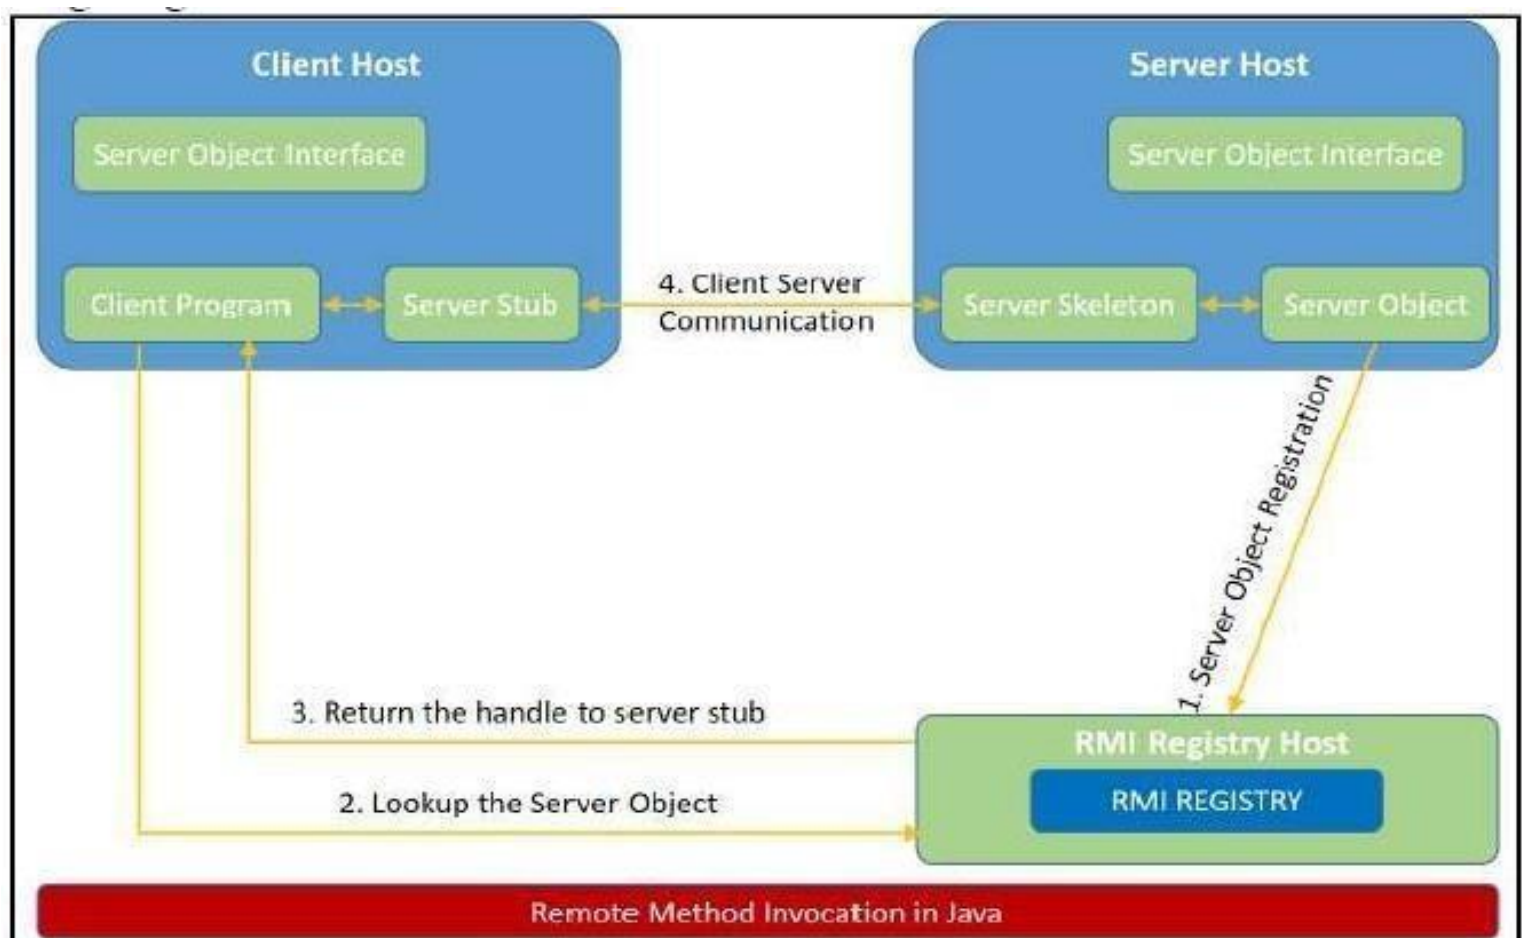 Client Host
Server Host
Server Object Interface
Server Object Interface
Client Program
Server Stub
4. Client Server
Communication
Server Skeleton
Server Object
1. Server Object Registration
3. Return the handle to server stub
RMI Registry Host
2. Lookup the Server Object
RMI REGISTRY
Remote Method Invocation in Java